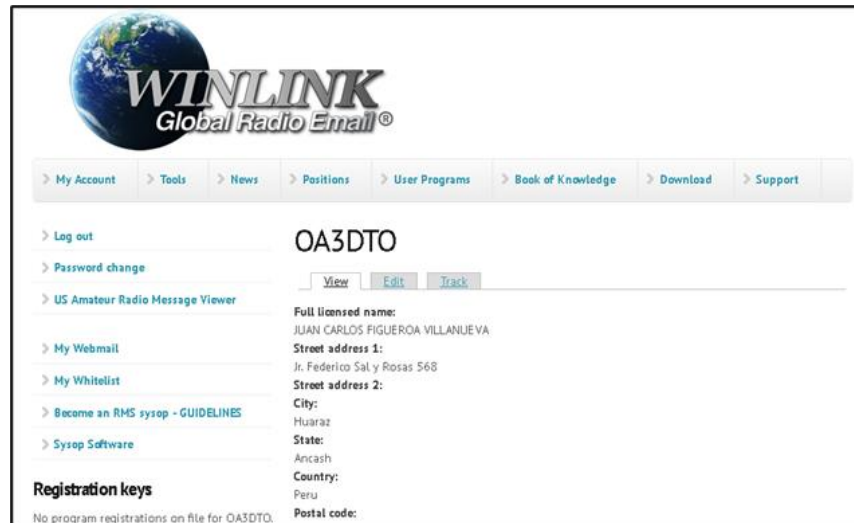 WINLINK
Global Radio Email®
My Account Tools News Positions User Programs Book of Knowledge Download Support
Log out
Password change
US Amateur Radio Message Viewer
My Webmail
My Whitelist
Become an RMS sysop - GUIDELINES
Sysop Software
Registration keys
No program registrations on file for OA3DTO.
OA3DTO
View Edit Track
Full licensed name:
JUAN CARLOS FIGUEROA VILLANUEVA
Street address 1:
Jr. Federico Sal y Rosas 568
Street address 2:
City:
Huaraz
State:
Ancash
Country:
Peru
Postal code: